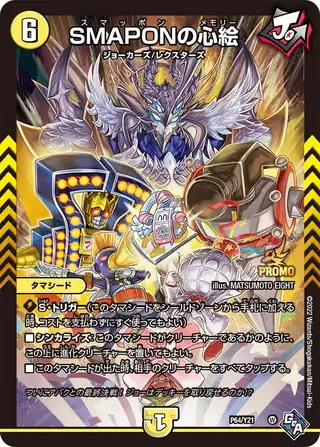 6
スマッポン メモリー
SMAPONの心絵
ジョーカーズ/レクスターズ
J
タマシード
PROMO
illus. MATSUMOTO EIGHT
S・トリガー(このタマシードをシールドゾーンから手札に加える
時、コストを支払わずにすぐ使ってもよい)
■シンカライズ:(このタマシードがクリーチャーであるかのように、
この上に進化クリーチャーを置いてもよい)
■このタマシードが出た時、相手のクリーチャーをすべてタップする。
ついにアバクとの最終決戦!ジョーはデッキーを取り戻せるのか!?
1
P64/Y21
W
©2022 Wizards/Shogakukan/Mitsui-Kids